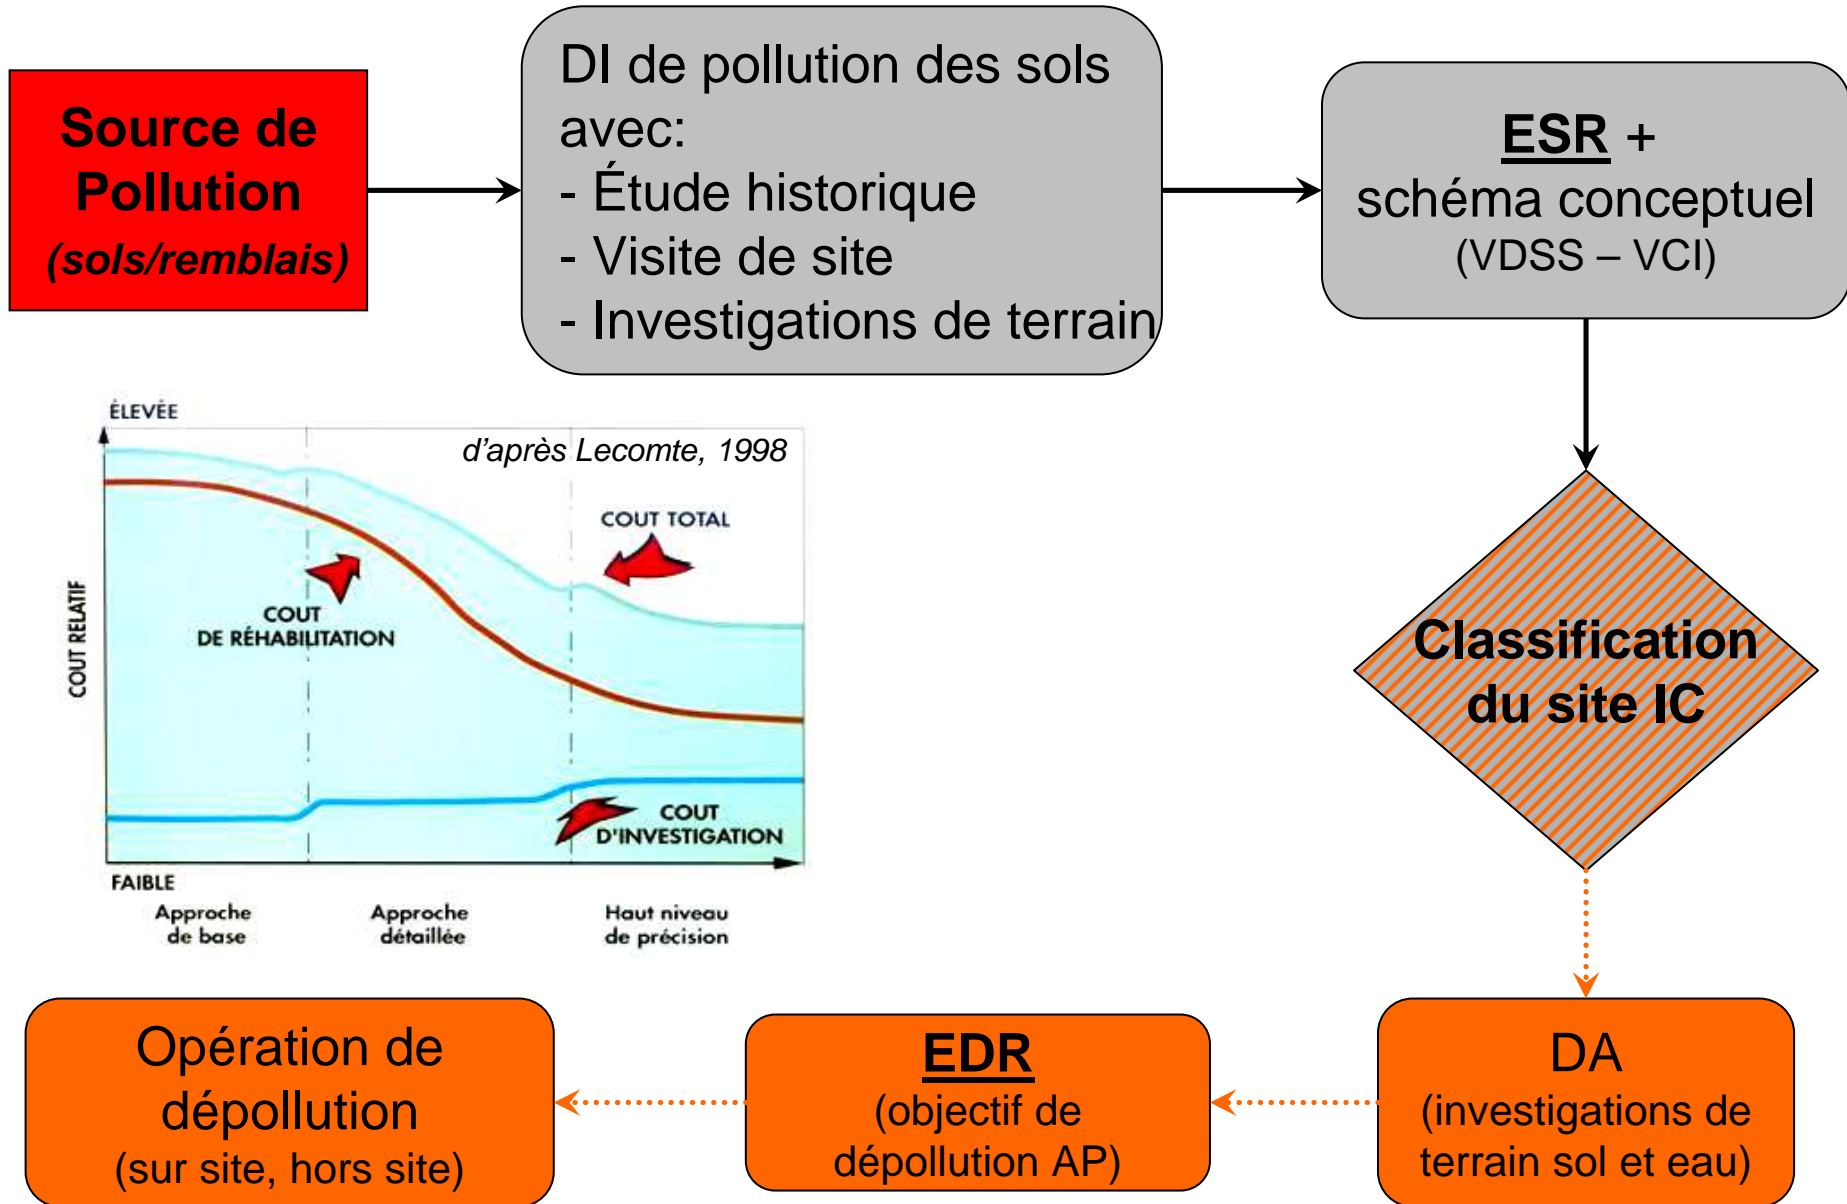 Source de
Pollution
(sols/remblais)
DI de pollution des sols
avec:
- Étude historique
- Visite de site
- Investigations de terrain
ESR +
schéma conceptuel
(VDSS – VCI)
ÉLEVÉE
d'après Lecomte, 1998
COUT TOTAL
COUT
DE RÉHABILITATION
COUT RELATIF
COUT
D'INVESTIGATION
FAIBLE
Approche
de base
Approche
détaillée
Haut niveau
de précision
Classification
du site IC
Opération de
dépollution
(sur site, hors site)
EDR
(objectif de
dépollution AP)
DA
(investigations de
terrain sol et eau)